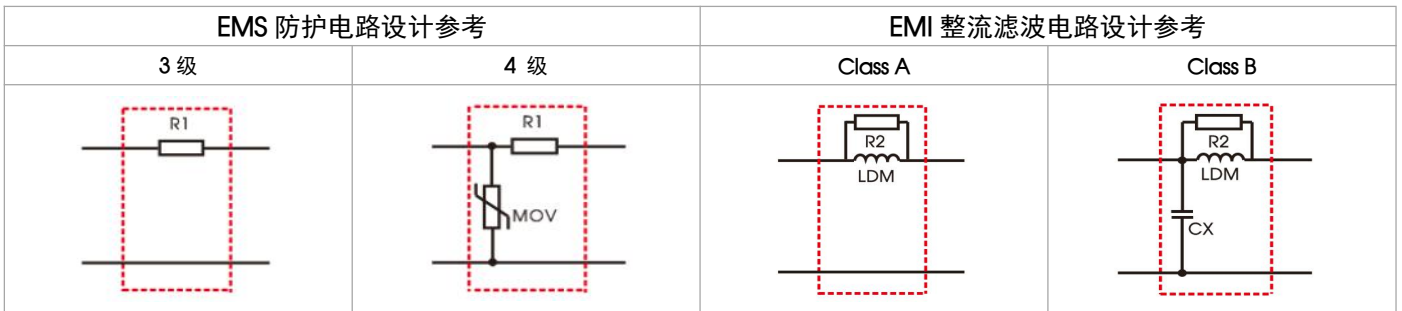 EMS 防护电路设计参考
EMI 整流滤波电路设计参考
3 级
4 级
Class A
Class B
R1
R1
MOV
R2
LDM
R2
LDM
CX